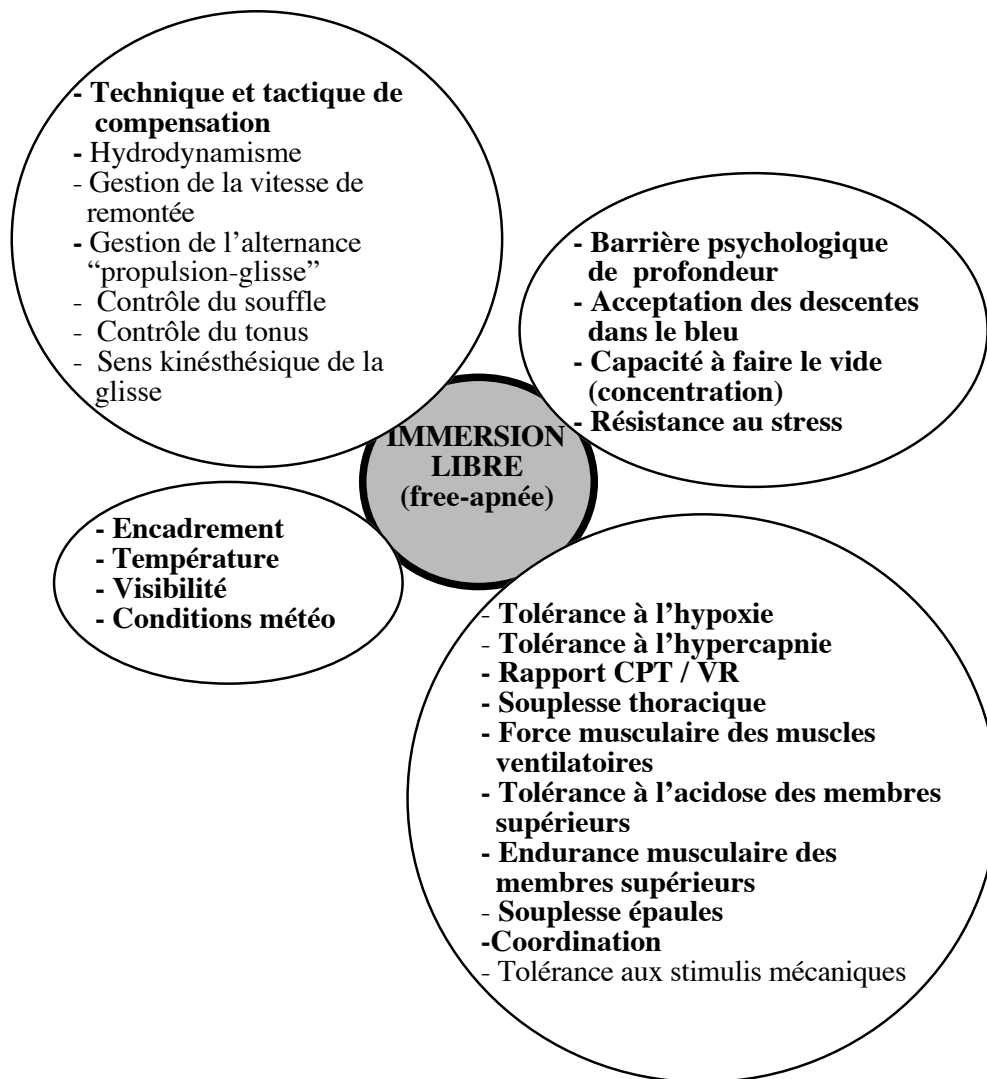 - Technique et tactique de
compensation
- Hydrodynamisme
- Gestion de la vitesse de
remontée
- Gestion de l’alternance
“propulsion-glisse”
- Contrôle du souffle
- Contrôle du tonus
- Sens kinésthésique de la
glisse
- Barrière psychologique
de profondeur
- Acceptation des descentes
dans le bleu
- Capacité à faire le vide
(concentration)
- Résistance au stress
IMMERSION
LIBRE
(free-apnée)
- Encadrement
- Température
- Visibilité
- Conditions météo
- Tolérance à l’hypoxie
- Tolérance à l’hypercapnie
- Rapport CPT / VR
- Souplesse thoracique
- Force musculaire des muscles
ventilatoires
- Tolérance à l’acidose des membres
supérieurs
- Endurance musculaire des
membres supérieurs
- Souplesse épaules
-Coordination
- Tolérance aux stimulis mécaniques